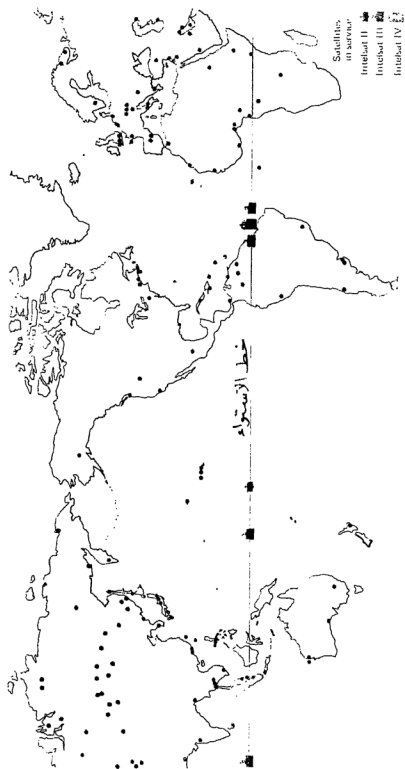 خط الاستواء
Satellites
in service
Intelsat II
Intelsat III
Intelsat IV